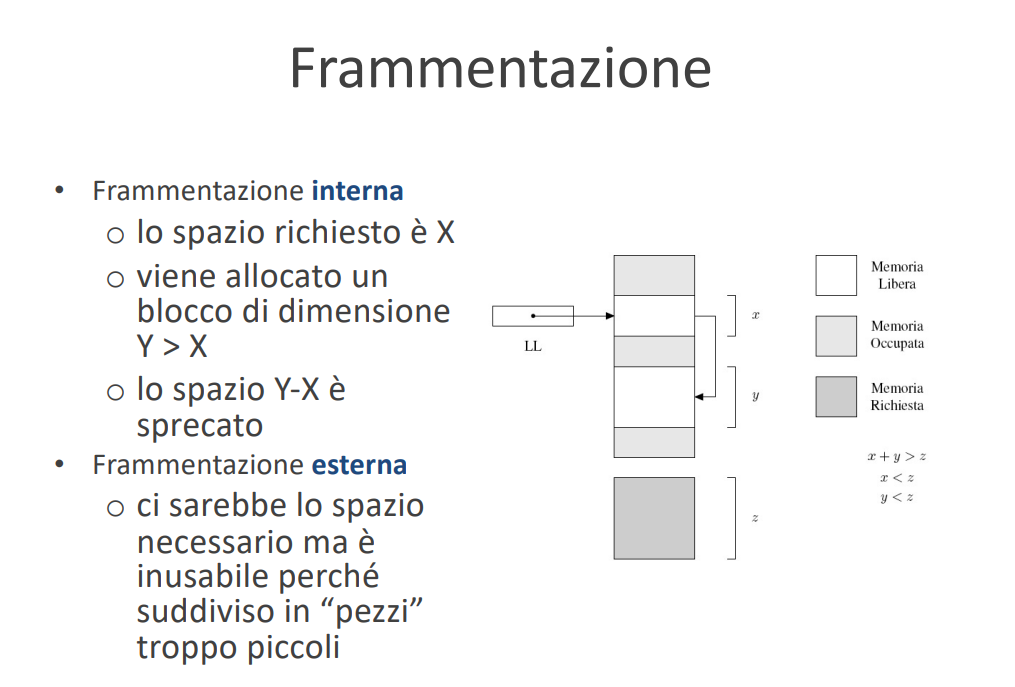 Frammentazione
• Frammentazione interna
o lo spazio richiesto è X
o viene allocato un
blocco di dimensione
Y > X
o lo spazio Y-X è
sprecato
• Frammentazione esterna
o ci sarebbe lo spazio
necessario ma è
inusabile perché
suddiviso in “pezzi”
troppo piccoli
LL
x
y
z
Memoria
Libera
Memoria
Occupata
Memoria
Richiesta
x + y > z
x < z
y < z